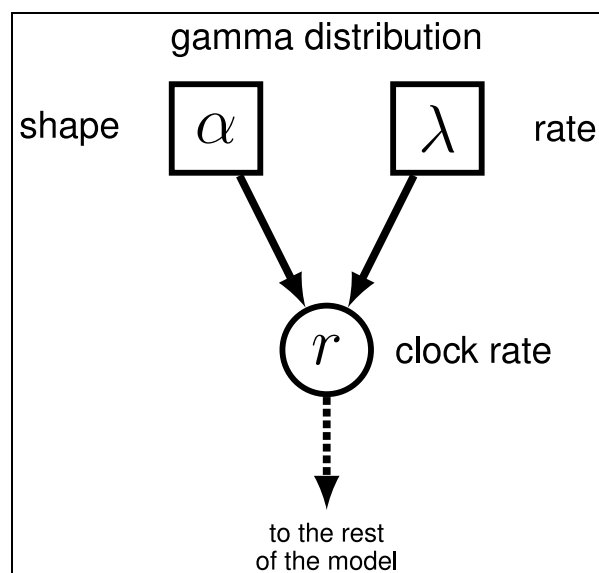 gamma distribution
shape α λ rate
r clock rate
to the rest
of the model